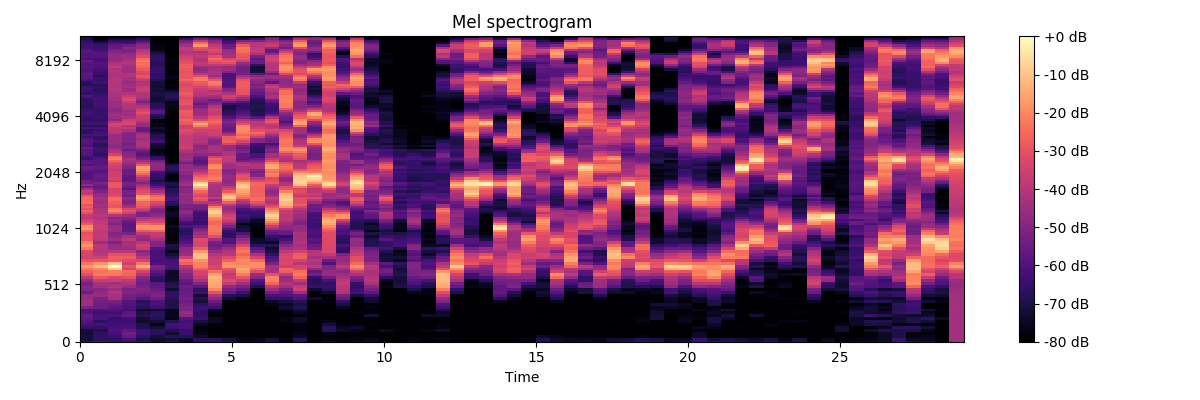 Mel spectrogram
8192
4096
2048
1024
512
0
Hz
0 5 10 15 20 25
Time
+0 dB
-10 dB
-20 dB
-30 dB
-40 dB
-50 dB
-60 dB
-70 dB
-80 dB